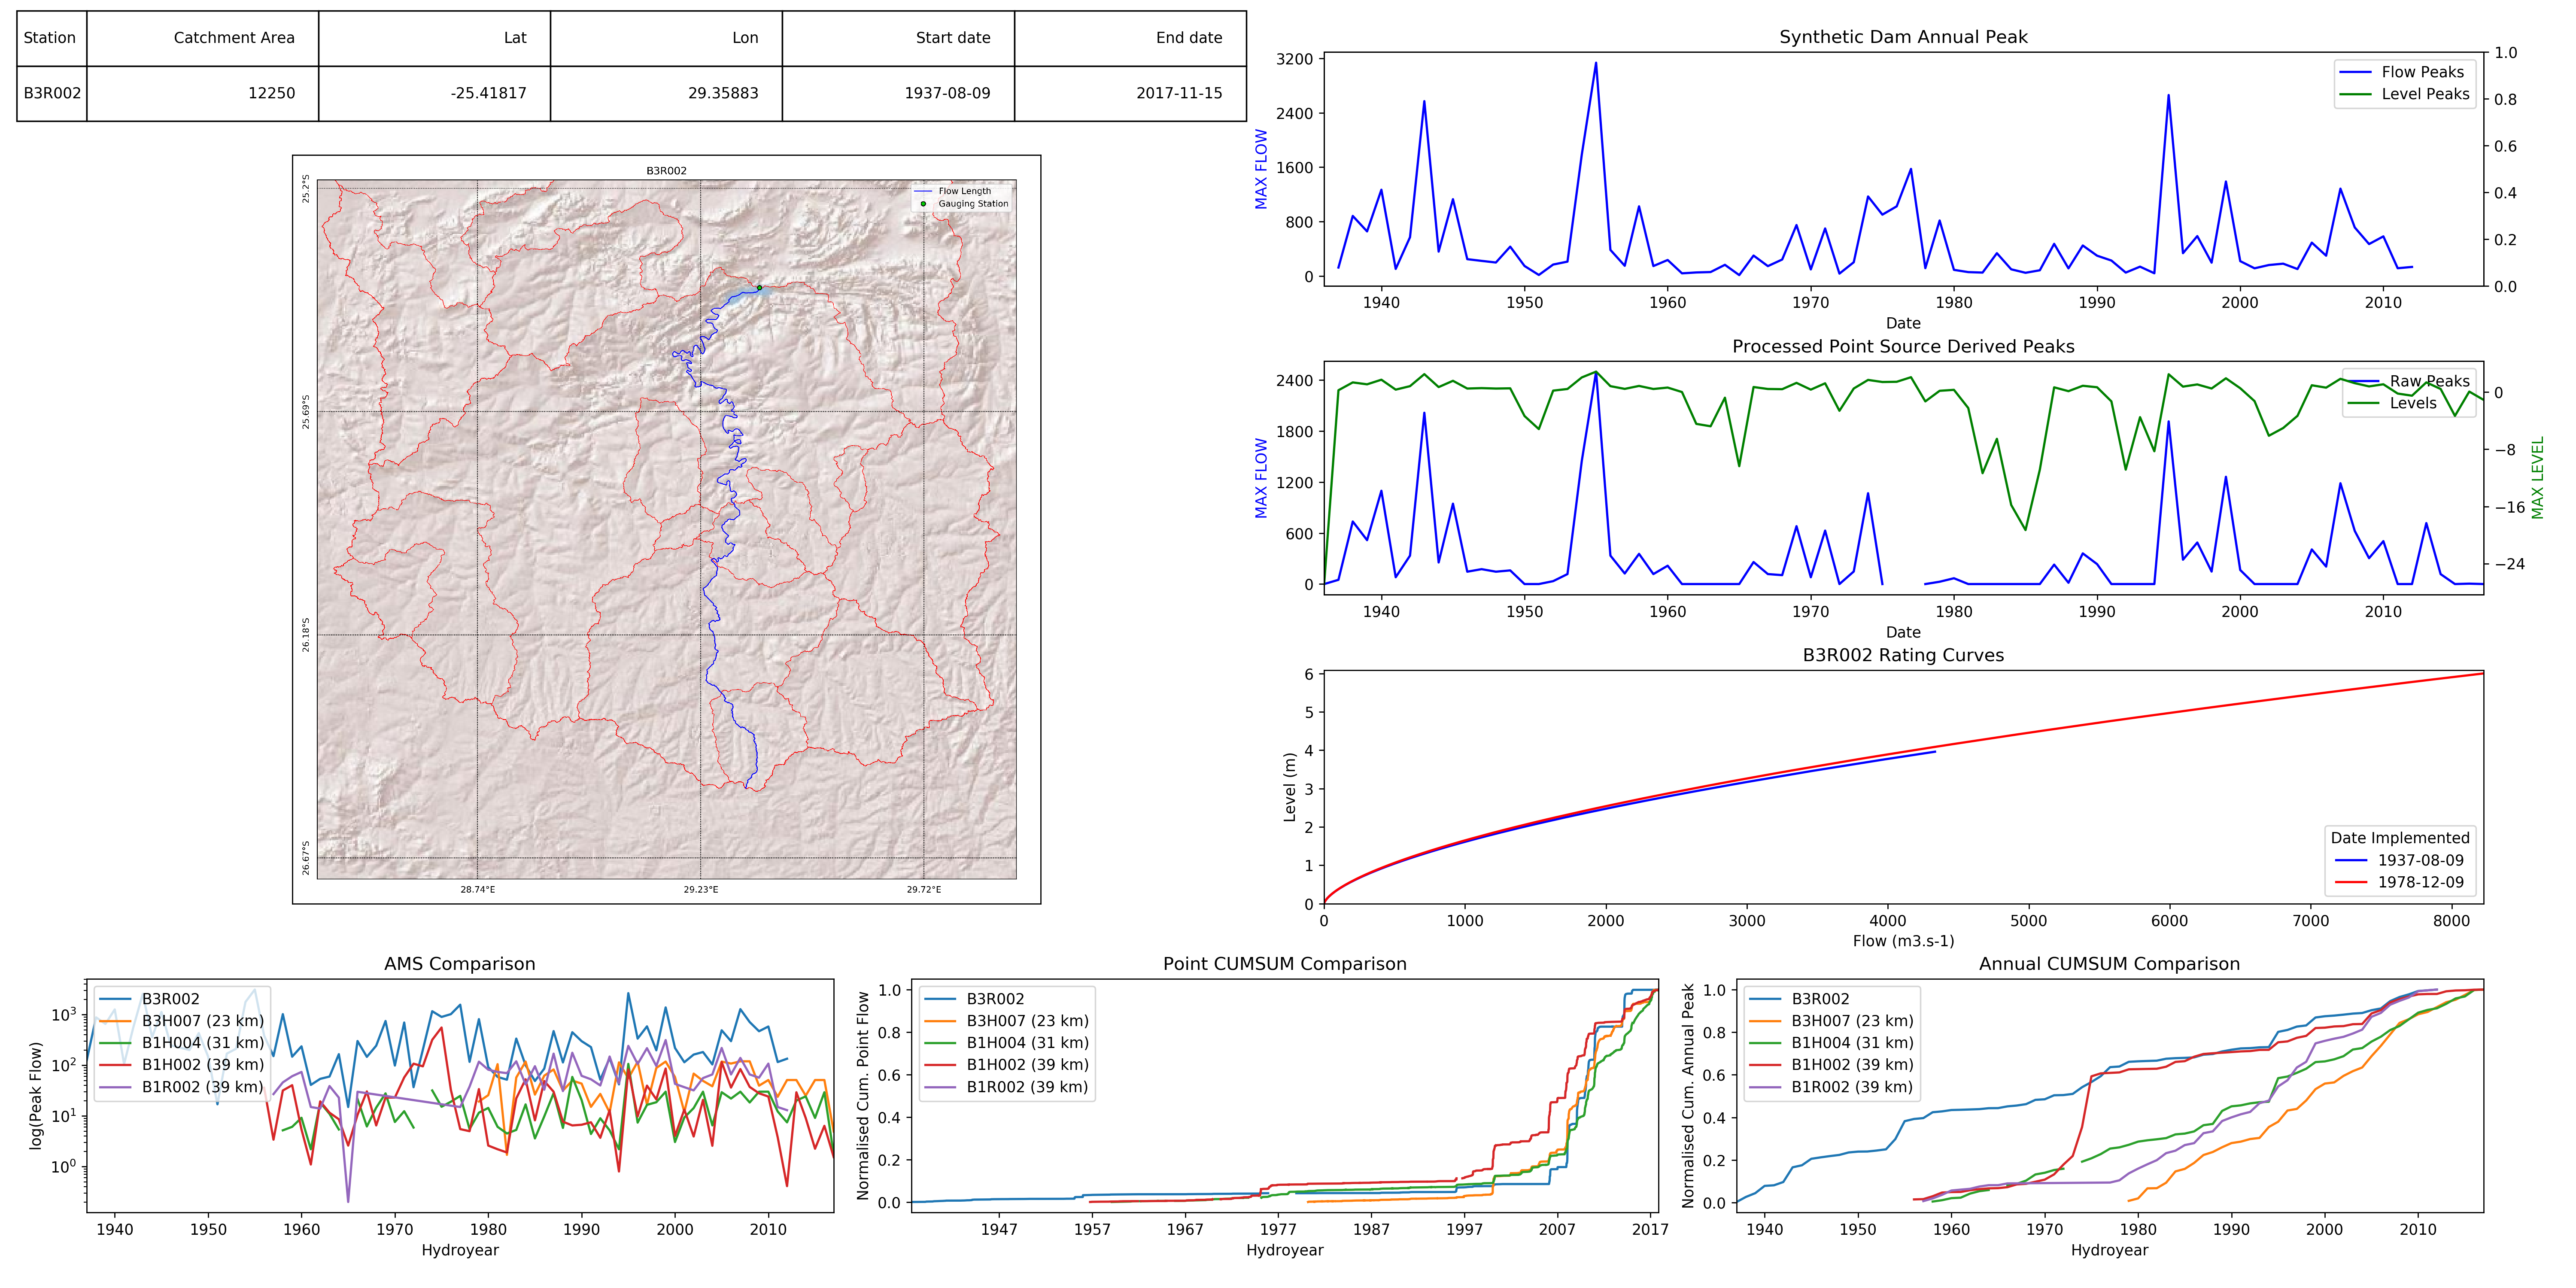 Station Catchment Area Lat Lon Start date End date
B3R002 12250 -25.41817 29.35883 1937-08-09 2017-11-15
B3R002
Flow Length
Gauging Station
25.2°S
25.69°S
26.18°S
26.67°S
28.74°E 29.23°E 29.72°E
Synthetic Dam Annual Peak
MAX FLOW
3200
2400
1600
800
0
1.0
0.8
0.6
0.4
0.2
0.0
Flow Peaks
Level Peaks
1940 1950 1960 1970 1980 1990 2000 2010
Date
Processed Point Source Derived Peaks
MAX FLOW
2400
1800
1200
600
0
0
−8
−16
−24
MAX LEVEL
Raw Peaks
Levels
1940 1950 1960 1970 1980 1990 2000 2010
Date
B3R002 Rating Curves
Level (m)
6
5
4
3
2
1
0
Date Implemented
1937-08-09
1978-12-09
0 1000 2000 3000 4000 5000 6000 7000 8000
Flow (m3.s-1)
AMS Comparison
log(Peak Flow)
10³
10²
10¹
10⁰
B3R002
B3H007 (23 km)
B1H004 (31 km)
B1H002 (39 km)
B1R002 (39 km)
1940 1950 1960 1970 1980 1990 2000 2010
Hydroyear
Point CUMSUM Comparison
Normalised Cum. Point Flow
1.0
0.8
0.6
0.4
0.2
0.0
B3R002
B3H007 (23 km)
B1H004 (31 km)
B1H002 (39 km)
B1R002 (39 km)
1947 1957 1967 1977 1987 1997 2007 2017
Hydroyear
Annual CUMSUM Comparison
Normalised Cum. Annual Peak
1.0
0.8
0.6
0.4
0.2
0.0
B3R002
B3H007 (23 km)
B1H004 (31 km)
B1H002 (39 km)
B1R002 (39 km)
1940 1950 1960 1970 1980 1990 2000 2010
Hydroyear